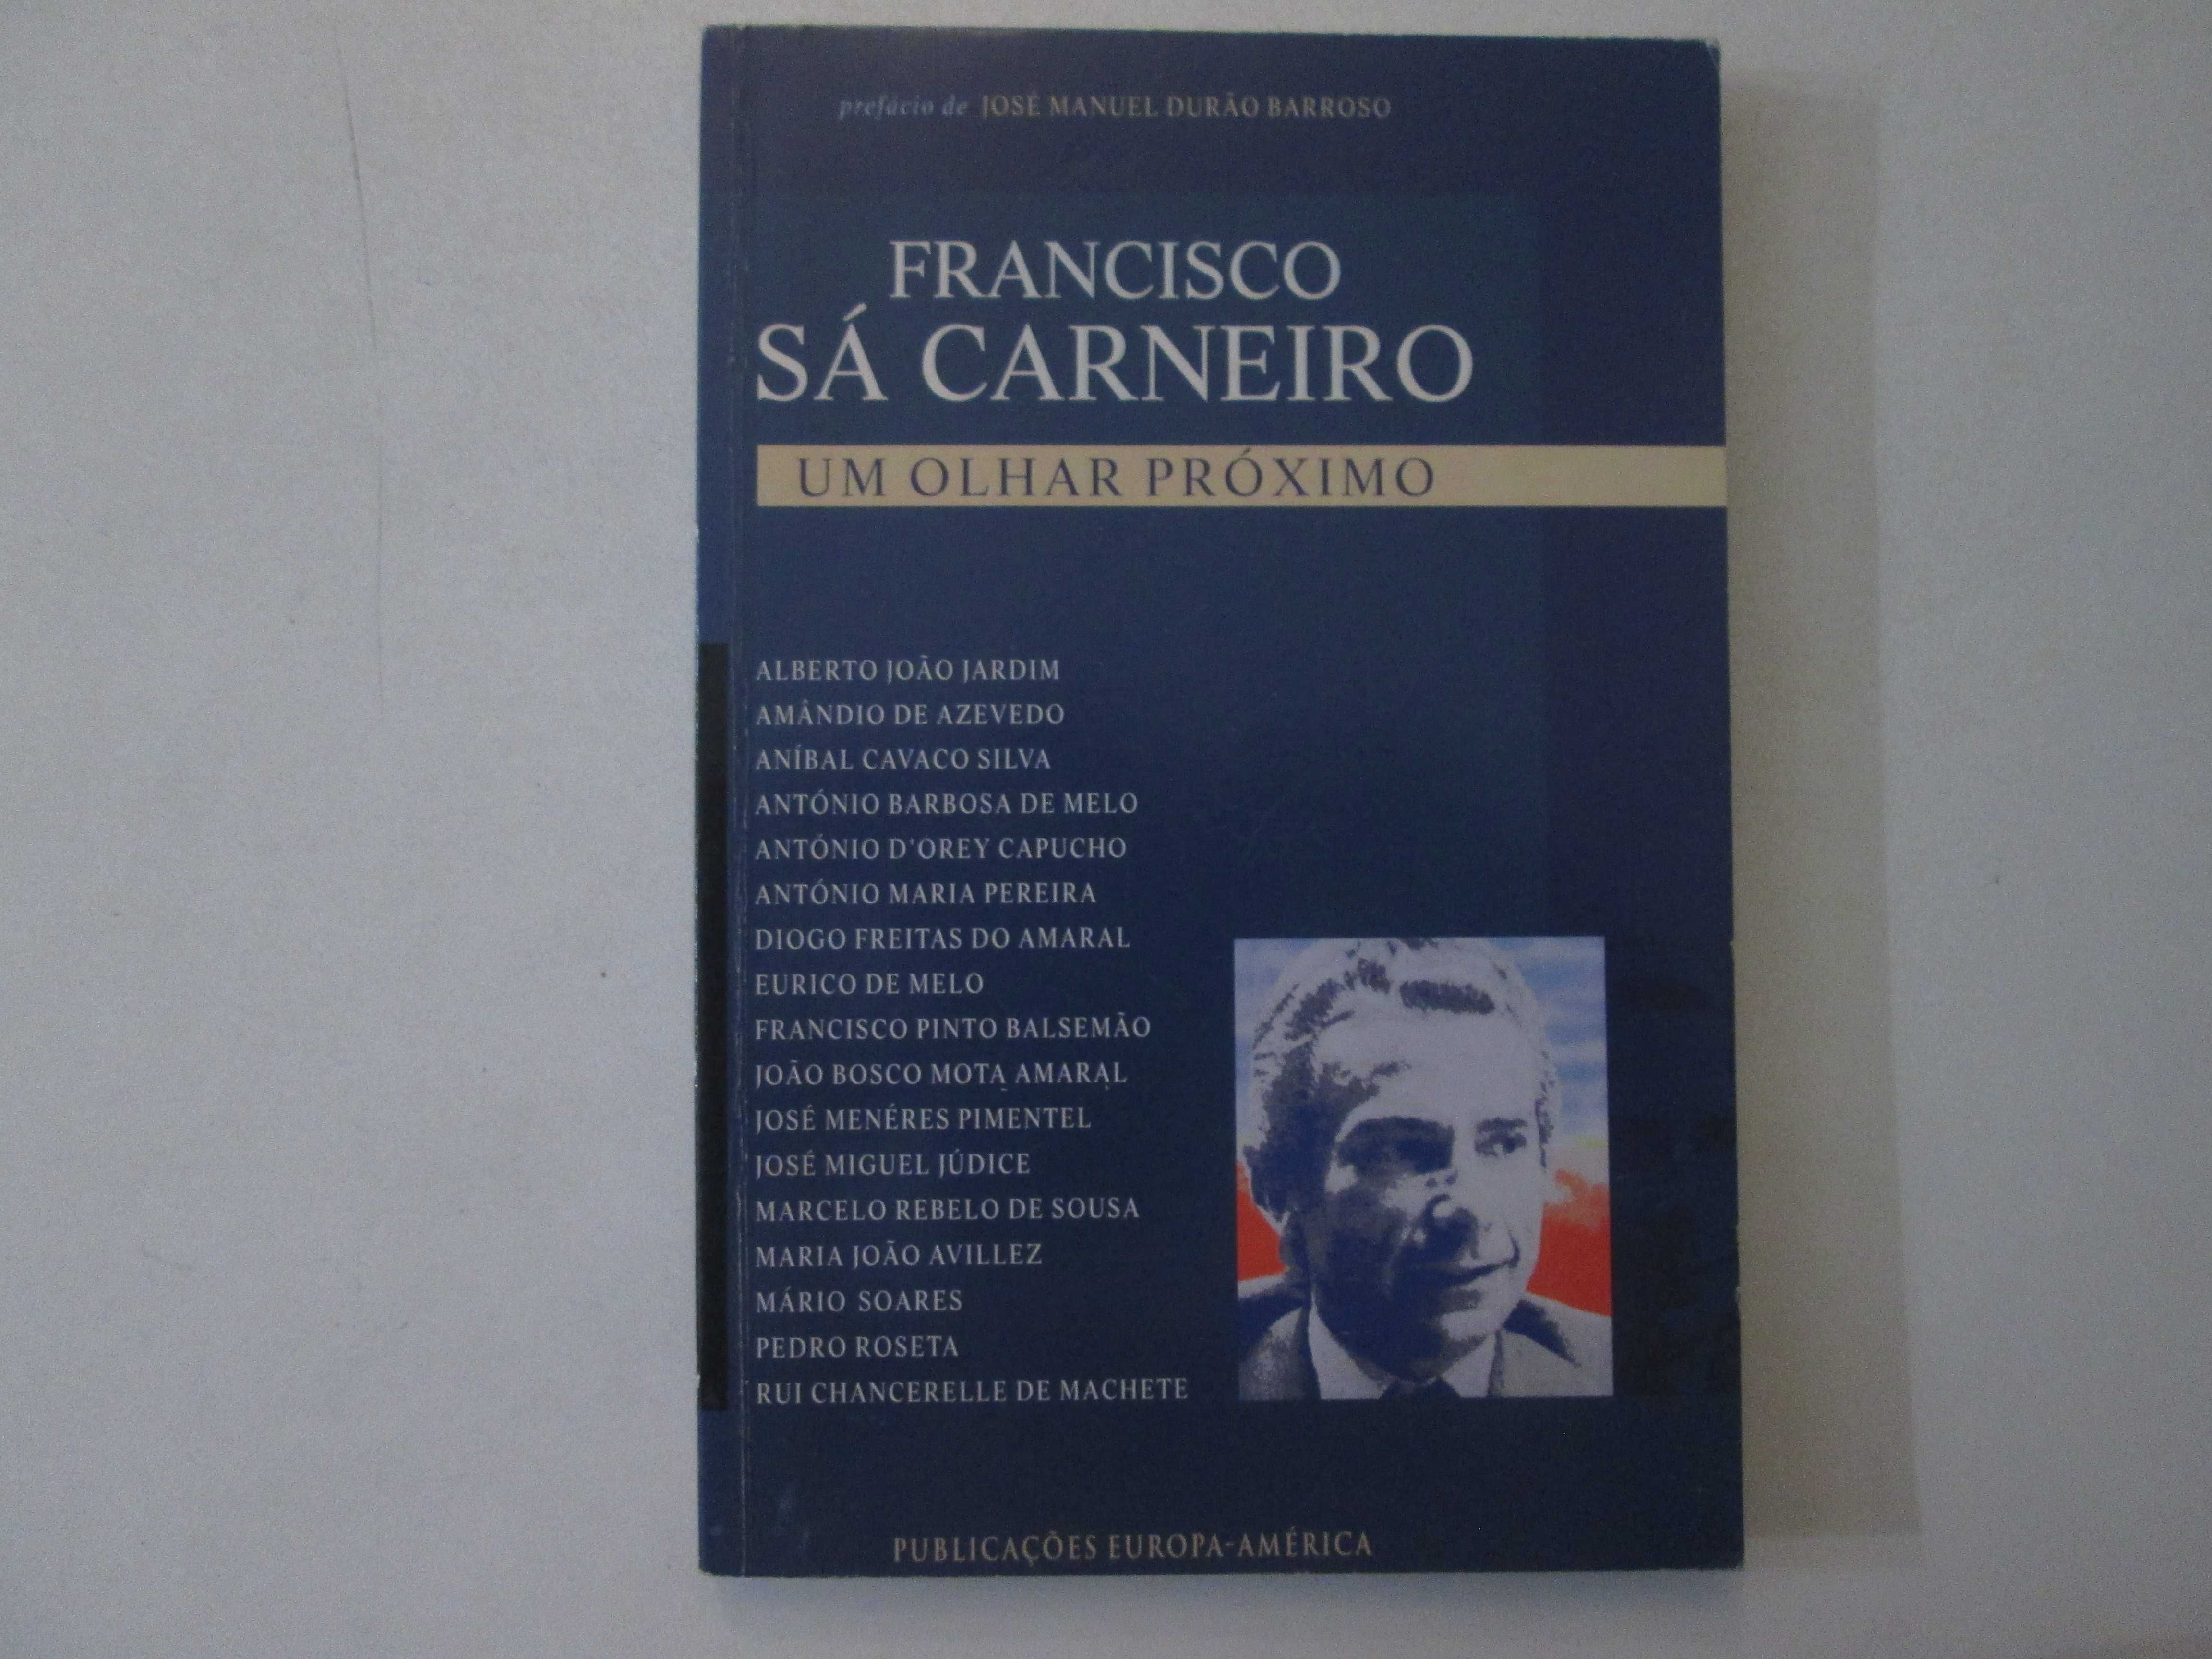 prefácio de JOSÉ MANUEL DURÃO BARROSO
FRANCISCO
SÁ CARNEIRO
UM OLHAR PRÓXIMO
ALBERTO JOÃO JARDIM
AMÂNDIO DE AZEVEDO
ANÍBAL CAVACO SILVA
ANTÓNIO BARBOSA DE MELO
ANTÓNIO D'OREY CAPUCHO
ANTÓNIO MARIA PEREIRA
DIOGO FREITAS DO AMARAL
EURICO DE MELO
FRANCISCO PINTO BALSEMÃO
JOÃO BOSCO MOTA AMARAL
JOSÉ MENÉRES PIMENTEL
JOSÉ MIGUEL JÚDICE
MARCELO REBELO DE SOUSA
MARIA JOÃO AVILLEZ
MÁRIO SOARES
PEDRO ROSETA
RUI CHANCERELLE DE MACHETE
PUBLICAÇÕES EUROPA-AMÉRICA